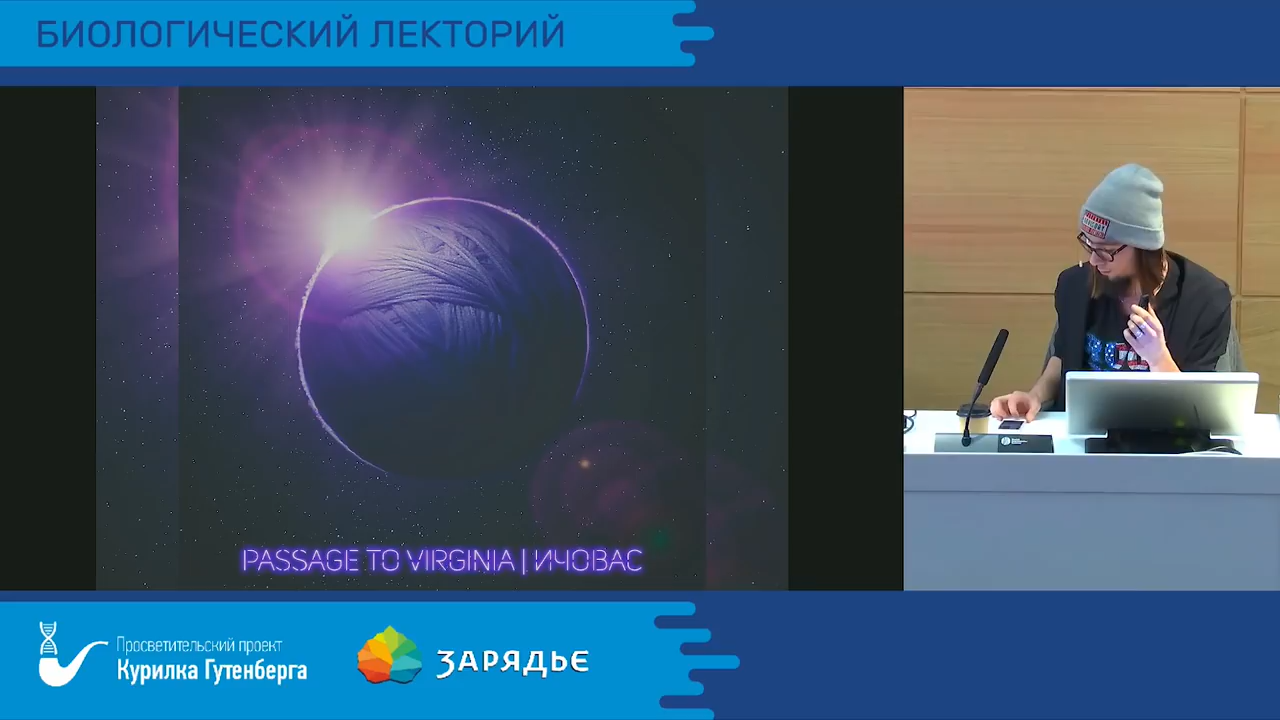 БИОЛОГИЧЕСКИЙ ЛЕКТОРИЙ
PASSAGE TO VIRGINIA | ИЧОВАС
Просветительский проект
Курилка Гутенберга
ЗАРЯДЬЕ